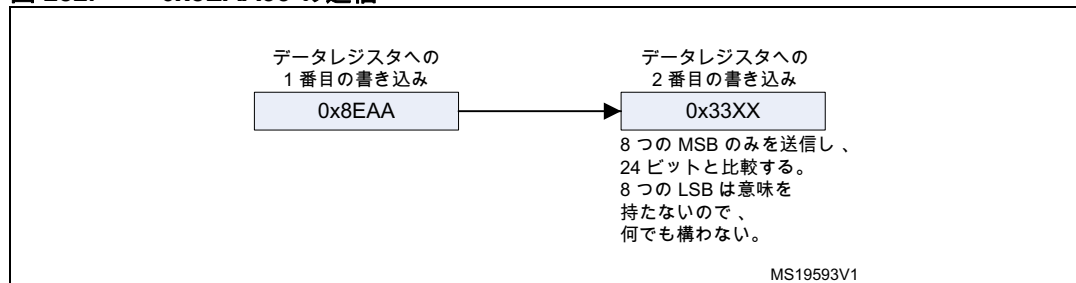 データレジスタへの
1 番目の書き込み
0x8EAA
データレジスタへの
2 番目の書き込み
0x33XX
8 つの MSB のみを送信し 、
24 ビットと比較する。
8 つの LSB は意味を
持たないので 、
何でも構わない。
MS19593V1